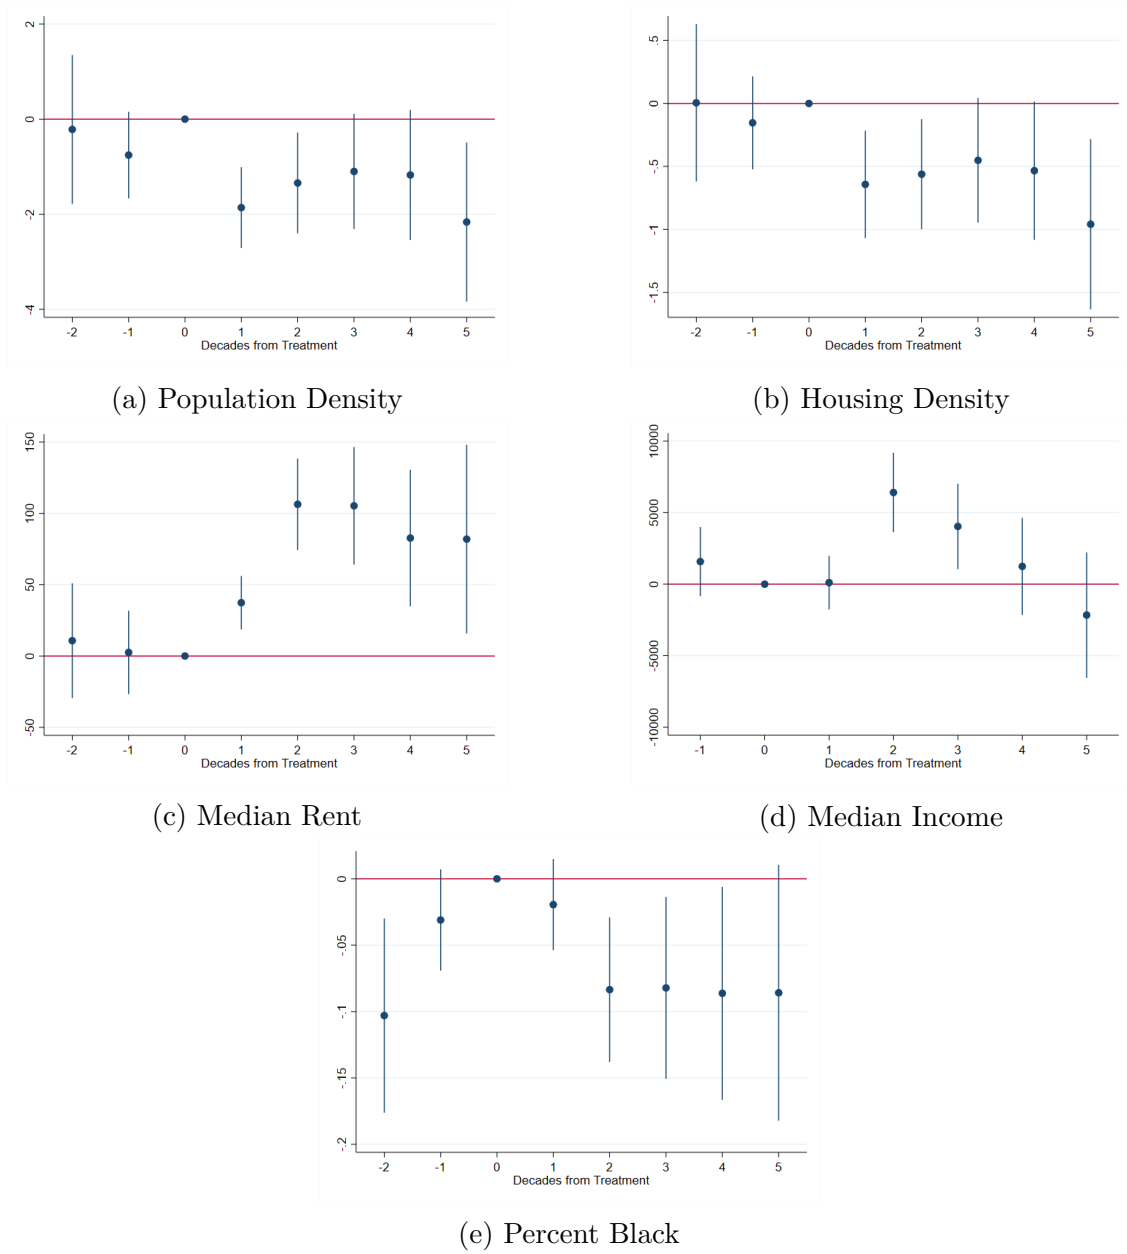 2
0
-2
-4
-2 -1 0 1 2 3 4 5
Decades from Treatment
(a) Population Density
.5
0
-.5
-1
-1.5
-2 -1 0 1 2 3 4 5
Decades from Treatment
(b) Housing Density
150
100
50
0
-50
-2 -1 0 1 2 3 4 5
Decades from Treatment
(c) Median Rent
10000
5000
0
-5000
-10000
-1 0 1 2 3 4 5
Decades from Treatment
(d) Median Income
0
-.05
-.1
-.15
-.2
-2 -1 0 1 2 3 4 5
Decades from Treatment
(e) Percent Black